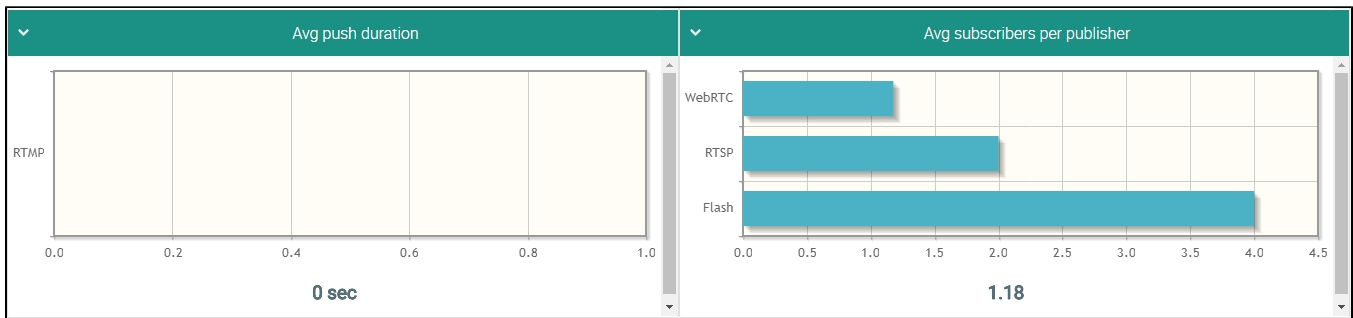 Avg push duration
RTMP
0.0 0.2 0.4 0.6 0.8 1.0
0 sec
Avg subscribers per publisher
WebRTC
RTSP
Flash
0.0 0.5 1.0 1.5 2.0 2.5 3.0 3.5 4.0 4.5
1.18